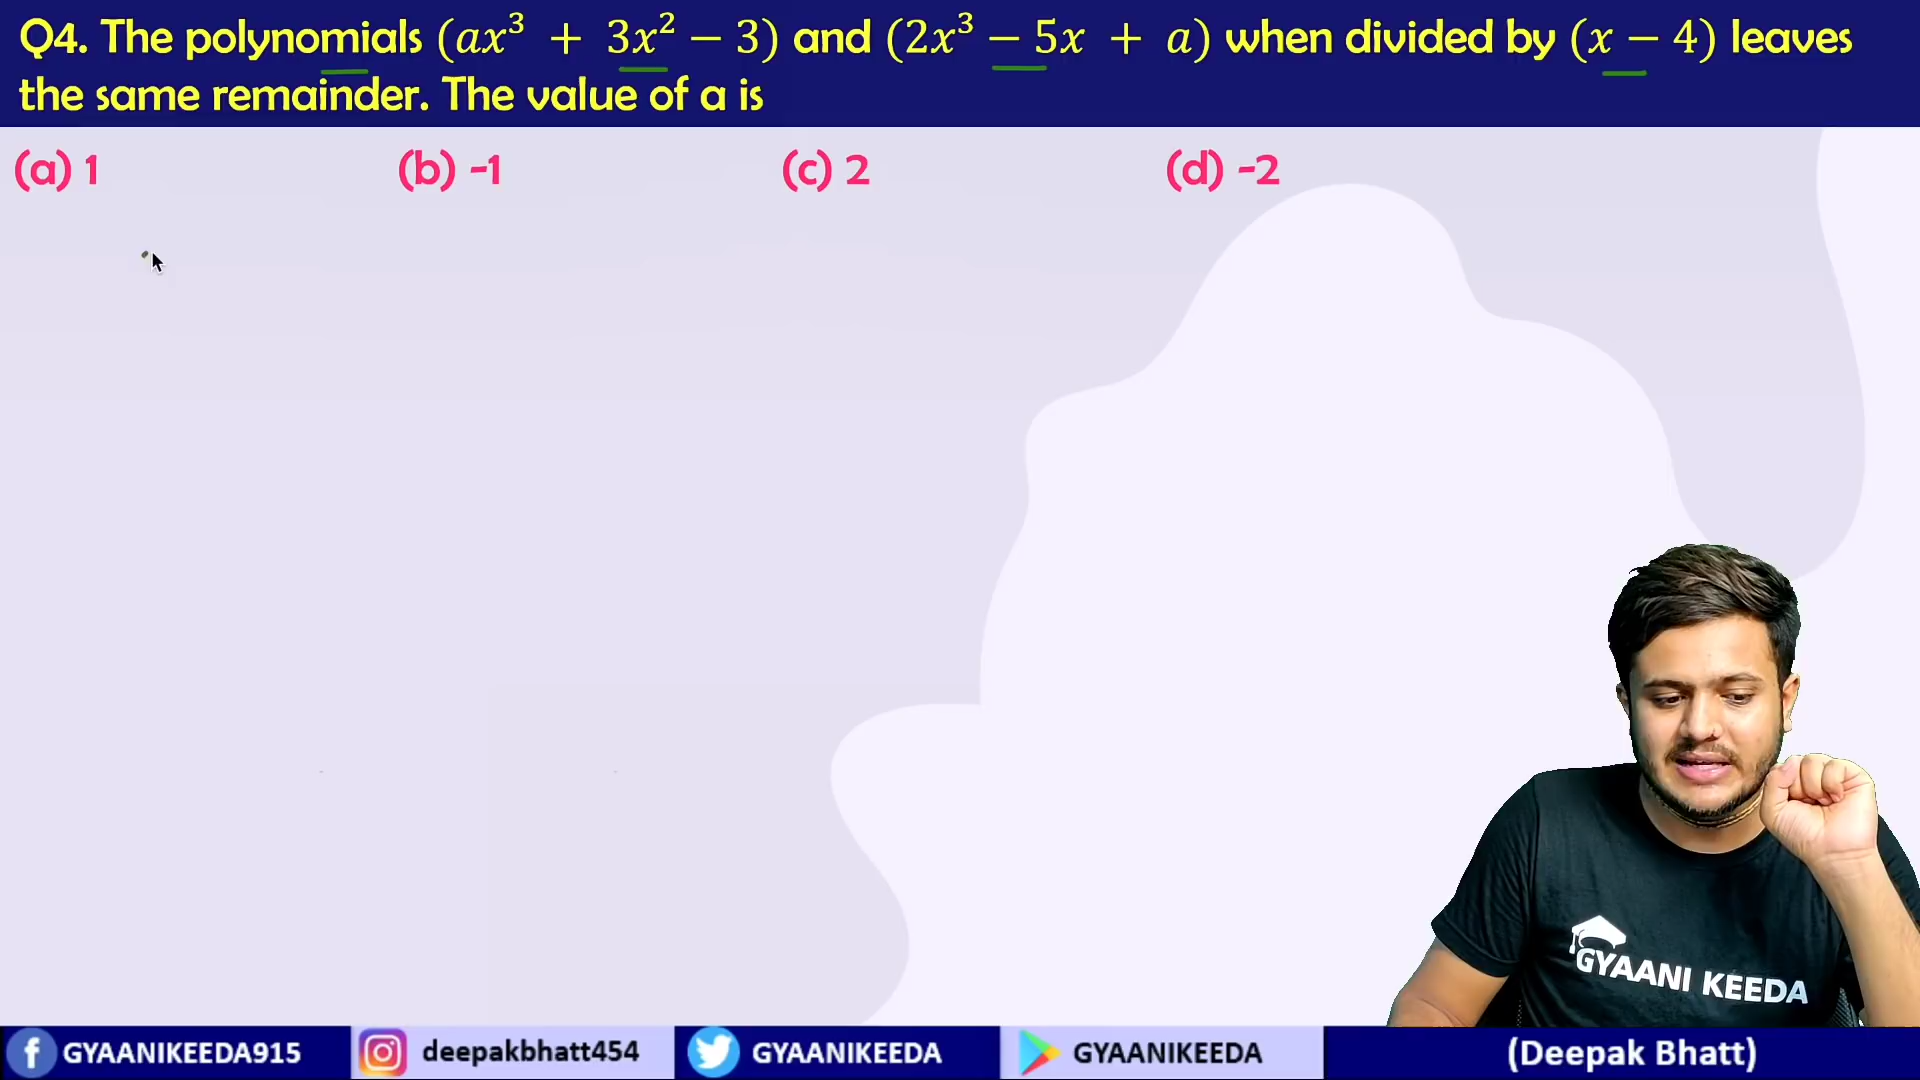 Q4. The polynomials (ax³ + 3x² − 3) and (2x³ − 5x + a) when divided by (x − 4) leaves
the same remainder. The value of a is
(a) 1 (b) -1 (c) 2 (d) -2
GYAANI KEEDA
GYAANIKEEDA915 deepakbhatt454 GYAANIKEEDA GYAANIKEEDA (Deepak Bhatt)